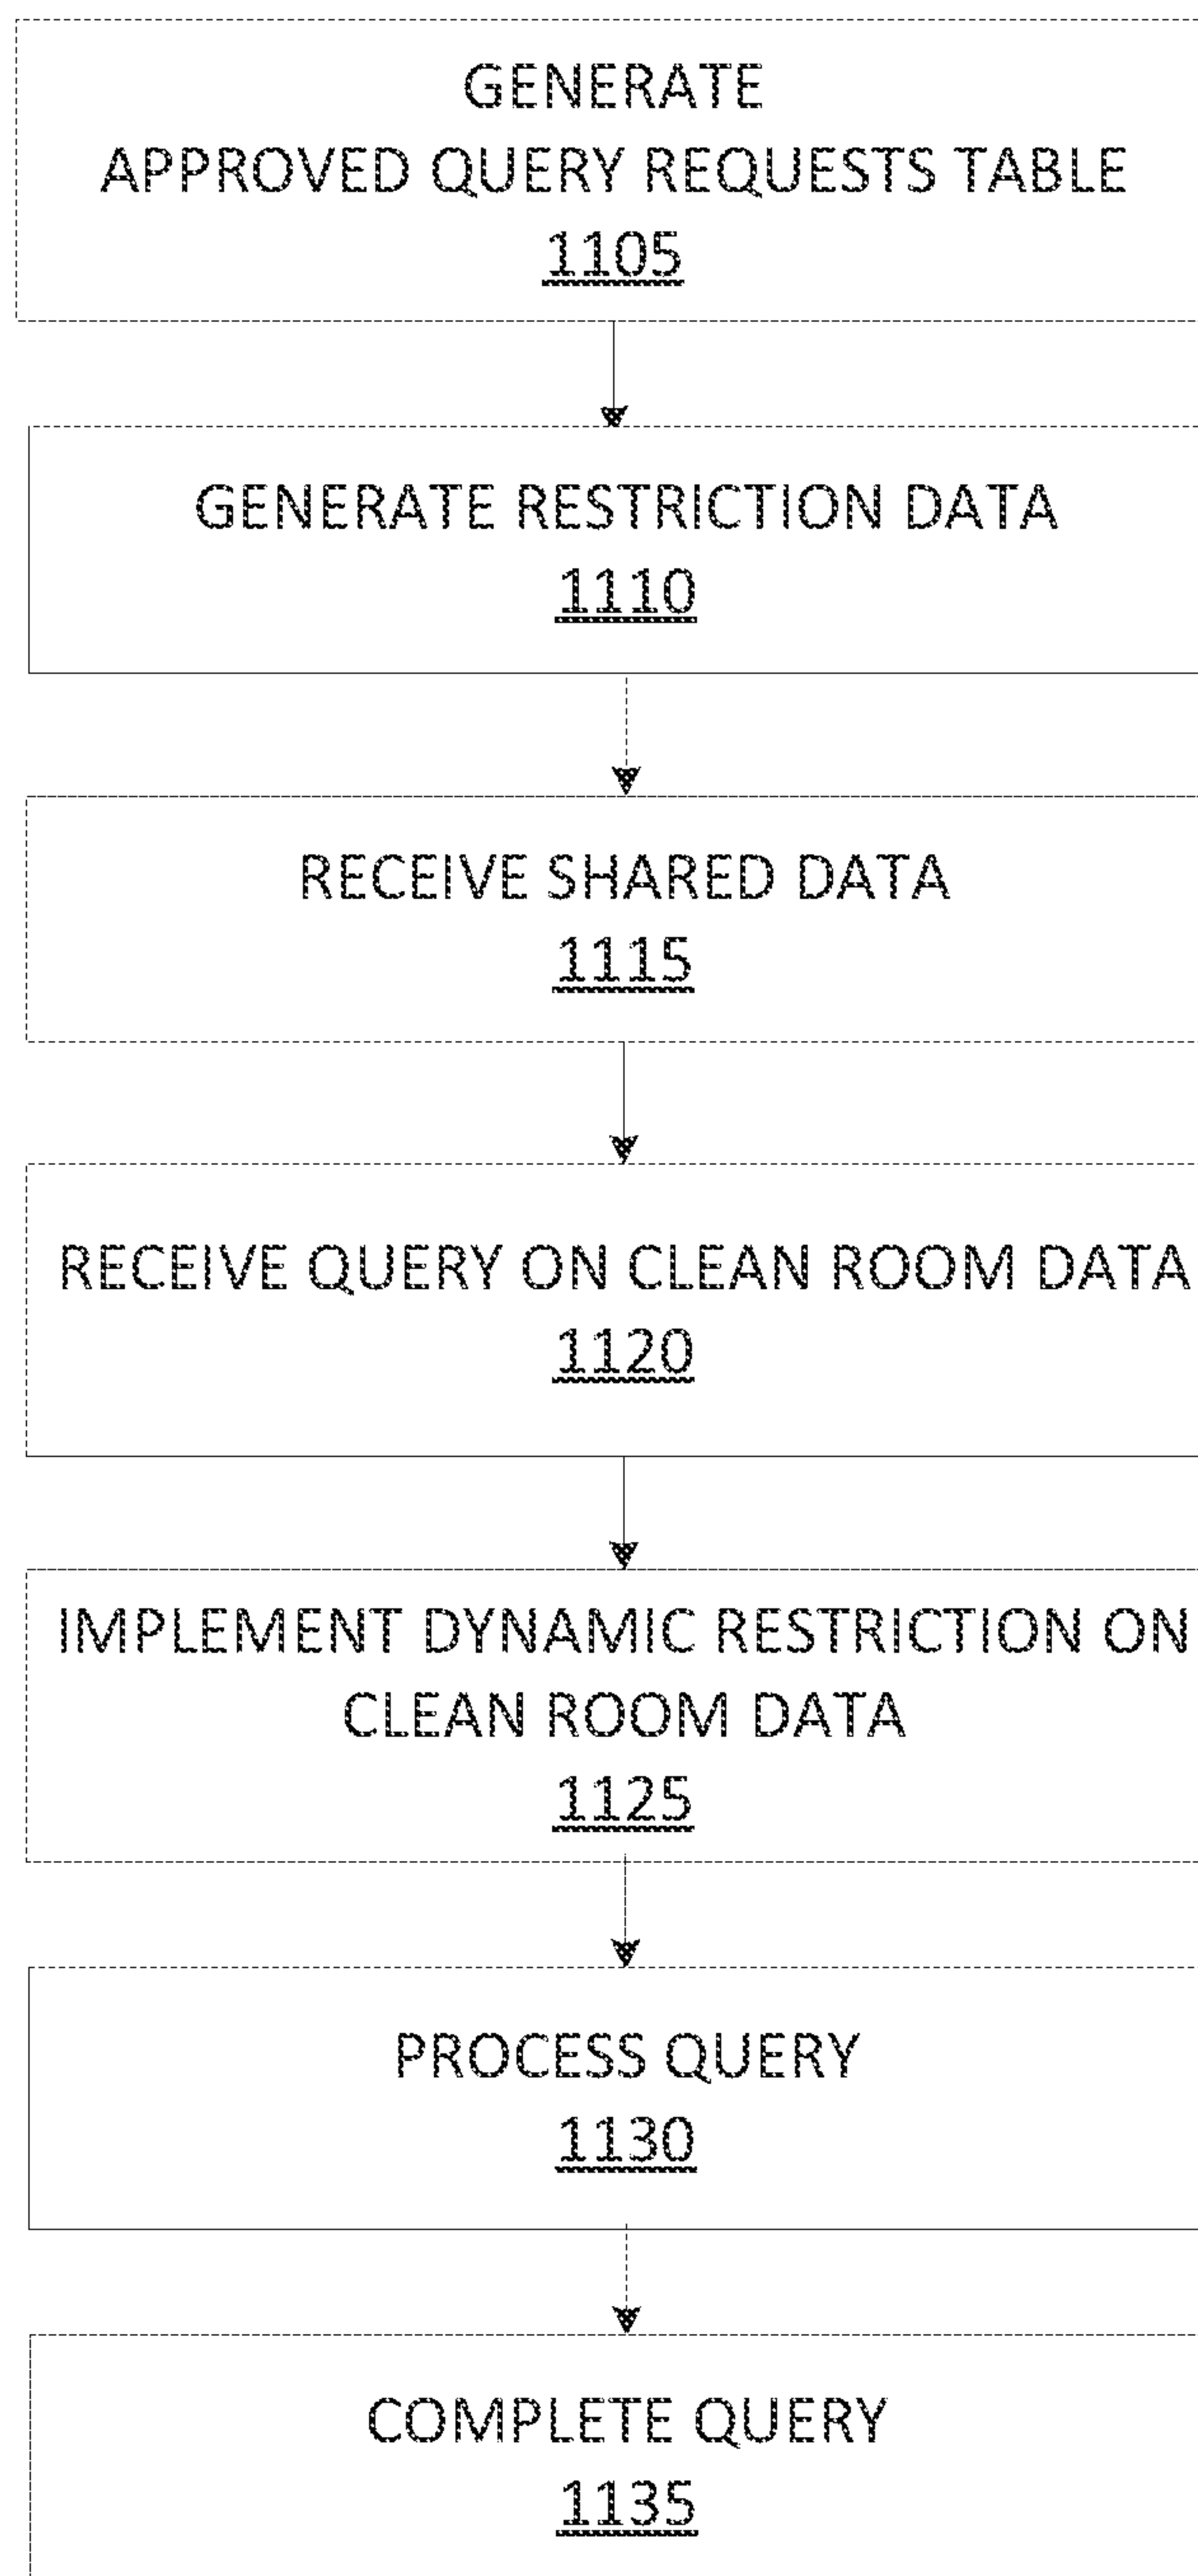 GENERATE
APPROVED QUERY REQUESTS TABLE
1105
GENERATE RESTRICTION DATA
1110
RECEIVE SHARED DATA
1115
RECEIVE QUERY ON CLEAN ROOM DATA
1120
IMPLEMENT DYNAMIC RESTRICTION ON
CLEAN ROOM DATA
1125
PROCESS QUERY
1130
COMPLETE QUERY
1135